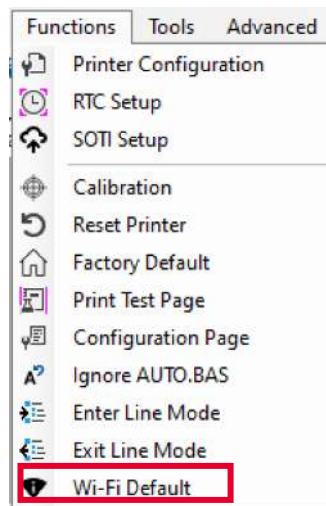 Functions Tools Advanced
Printer Configuration
RTC Setup
SOTI Setup
Calibration
Reset Printer
Factory Default
Print Test Page
Configuration Page
Ignore AUTO.BAS
Enter Line Mode
Exit Line Mode
Wi-Fi Default